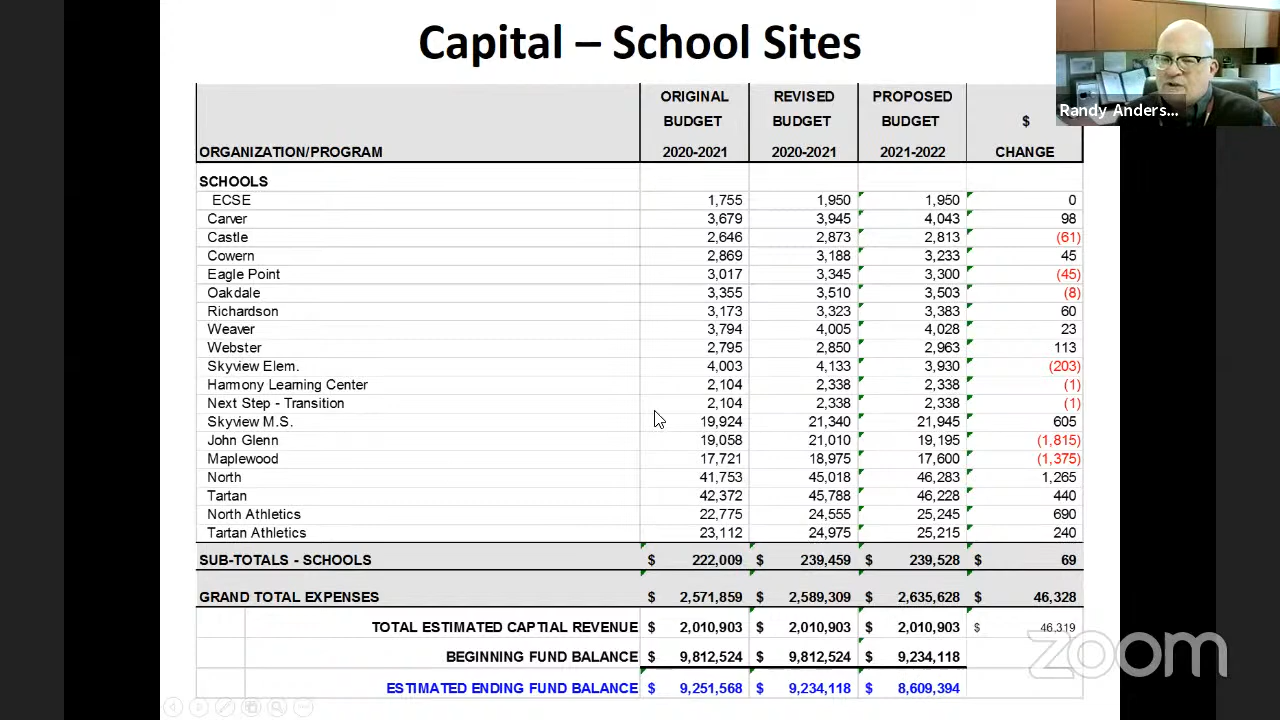 Capital – School Sites
Randy Anders...
ORIGINAL REVISED PROPOSED
BUDGET BUDGET BUDGET $
ORGANIZATION/PROGRAM 2020-2021 2020-2021 2021-2022 CHANGE
SCHOOLS
ECSE 1,755 1,950 1,950 0
Carver 3,679 3,945 4,043 98
Castle 2,646 2,873 2,813 (61)
Cowern 2,869 3,188 3,233 45
Eagle Point 3,017 3,345 3,300 (45)
Oakdale 3,355 3,510 3,503 (8)
Richardson 3,173 3,323 3,383 60
Weaver 3,794 4,005 4,028 23
Webster 2,795 2,850 2,963 113
Skyview Elem. 4,003 4,133 3,930 (203)
Harmony Learning Center 2,104 2,338 2,338 (1)
Next Step - Transition 2,104 2,338 2,338 (1)
Skyview M.S. 19,924 21,340 21,945 605
John Glenn 19,058 21,010 19,195 (1,815)
Maplewood 17,721 18,975 17,600 (1,375)
North 41,753 45,018 46,283 1,265
Tartan 42,372 45,788 46,228 440
North Athletics 22,775 24,555 25,245 690
Tartan Athletics 23,112 24,975 25,215 240
SUB-TOTALS - SCHOOLS $ 222,009 $ 239,459 $ 239,528 $ 69
GRAND TOTAL EXPENSES $ 2,571,859 $ 2,589,309 $ 2,635,628 $ 46,328
TOTAL ESTIMATED CAPTIAL REVENUE $ 2,010,903 $ 2,010,903 $ 2,010,903 $ 46,319
BEGINNING FUND BALANCE $ 9,812,524 $ 9,812,524 $ 9,234,118
ESTIMATED ENDING FUND BALANCE $ 9,251,568 $ 9,234,118 $ 8,609,394
zoom